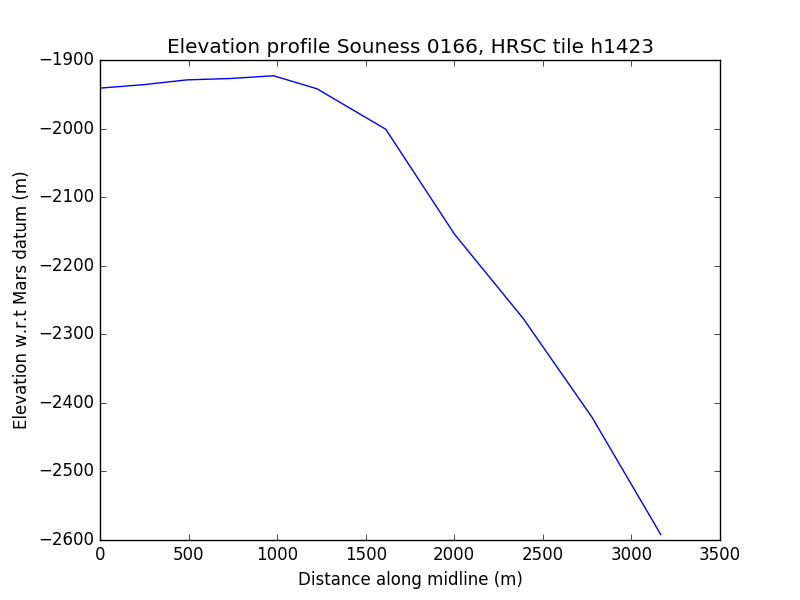 Elevation profile Souness 0166, HRSC tile h1423
−1900
−2000
−2100
−2200
−2300
−2400
−2500
−2600
Elevation w.r.t Mars datum (m)
0 500 1000 1500 2000 2500 3000 3500
Distance along midline (m)